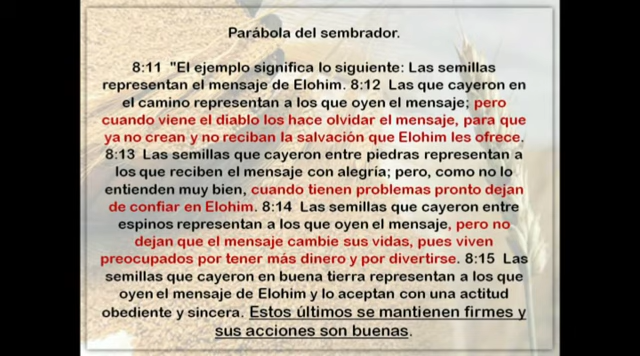 Parábola del sembrador.
8:11 "El ejemplo significa lo siguiente: Las semillas
representan el mensaje de Elohim. 8:12 Las que cayeron en
el camino representan a los que oyen el mensaje; pero
cuando viene el diablo los hace olvidar el mensaje, para que
ya no crean y no reciban la salvación que Elohim les ofrece.
8:13 Las semillas que cayeron entre piedras representan a
los que reciben el mensaje con alegría; pero, como no lo
entienden muy bien, cuando tienen problemas pronto dejan
de confiar en Elohim. 8:14 Las semillas que cayeron entre
espinos representan a los que oyen el mensaje, pero no
dejan que el mensaje cambie sus vidas, pues viven
preocupados por tener más dinero y por divertirse. 8:15 Las
semillas que cayeron en buena tierra representan a los que
oyen el mensaje de Elohim y lo aceptan con una actitud
obediente y sincera. Estos últimos se mantienen firmes y
sus acciones son buenas.